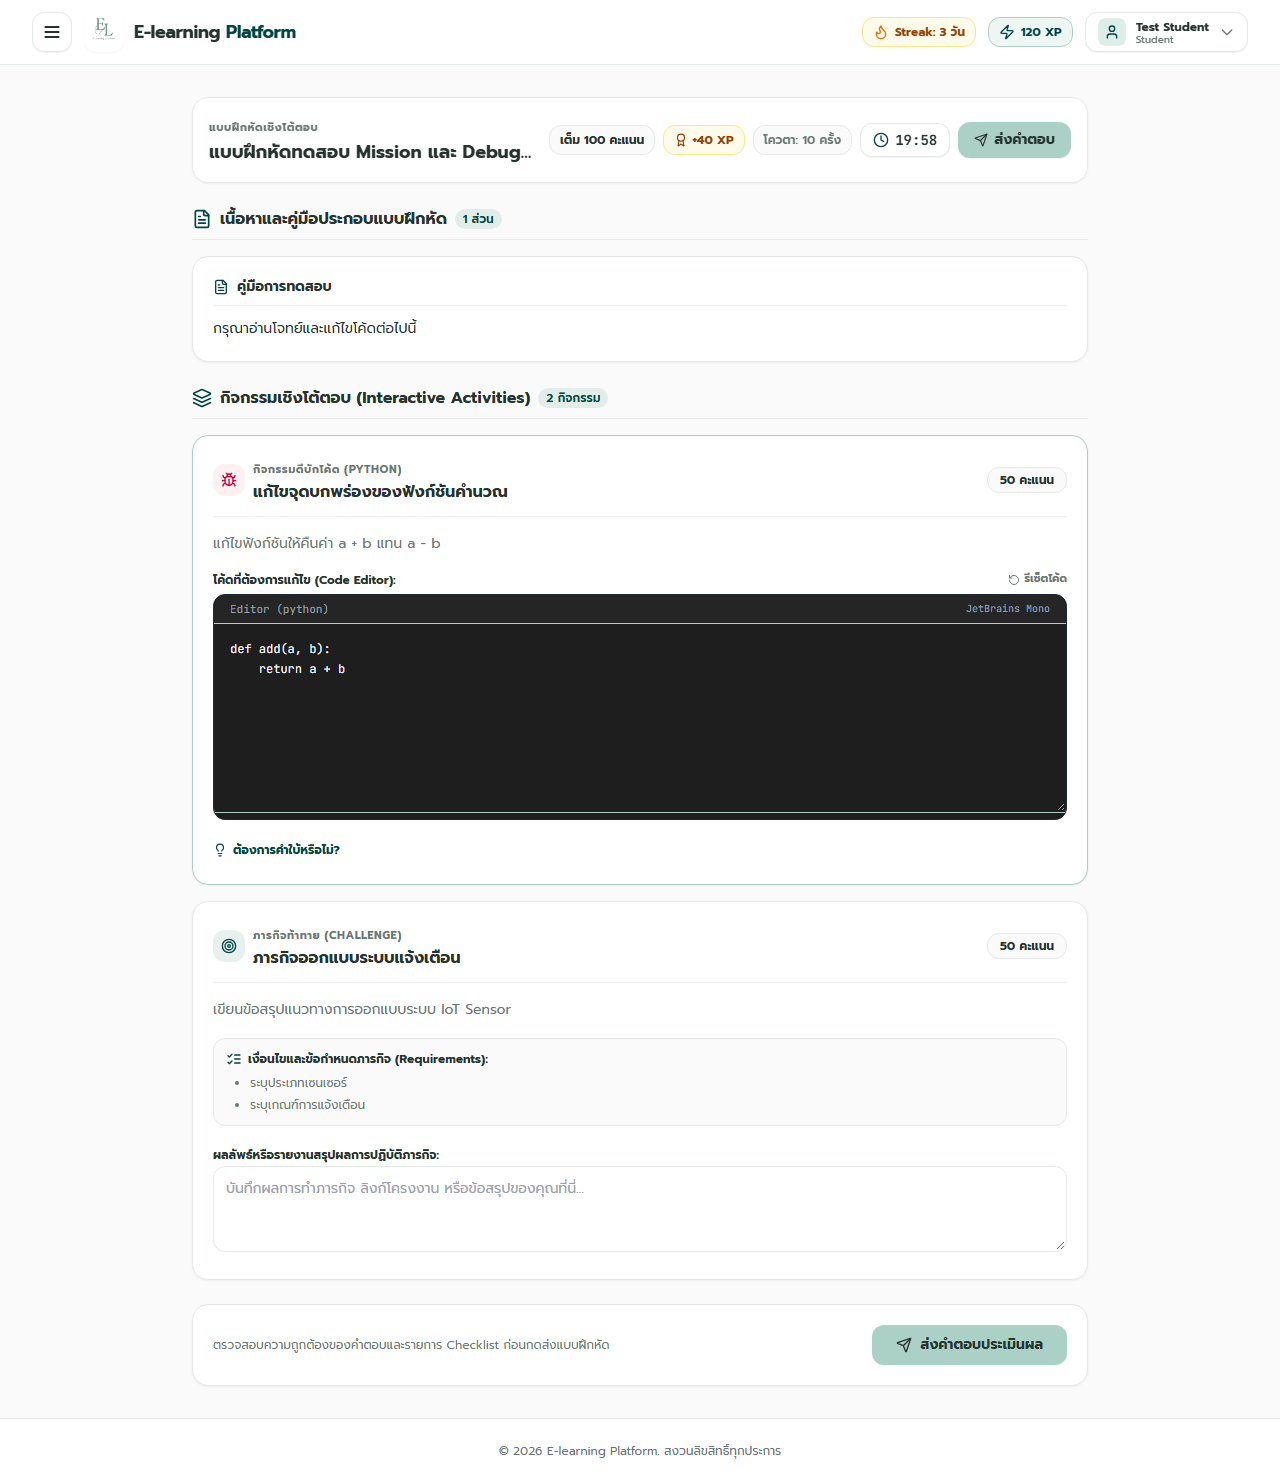 EL
E-learning Platform
Streak: 3 วัน
120 XP
Test Student
Student
แบบฝึกหัดเชิงโต้ตอบ
แบบฝึกหัดทดสอบ Mission และ Debug...
เต็ม 100 คะแนน
+40 XP
โควตา: 10 ครั้ง
19:58
ส่งคำตอบ
เนื้อหาและคู่มือประกอบแบบฝึกหัด
1 ส่วน
คู่มือการทดสอบ
กรุณาอ่านโจทย์และแก้ไขโค้ดต่อไปนี้
กิจกรรมเชิงโต้ตอบ (Interactive Activities)
2 กิจกรรม
กิจกรรมดีบักโค้ด (PYTHON)
แก้ไขจุดบกพร่องของฟังก์ชันคำนวณ
50 คะแนน
แก้ไขฟังก์ชันให้คืนค่า a + b แทน a - b
โค้ดที่ต้องการแก้ไข (Code Editor):
รีเซ็ตโค้ด
Editor (python)
JetBrains Mono
def add(a, b):
    return a + b
ต้องการคำใบ้หรือไม่?
ภารกิจท้าทาย (CHALLENGE)
ภารกิจออกแบบระบบแจ้งเตือน
50 คะแนน
เขียนข้อสรุปแนวทางการออกแบบระบบ IoT Sensor
เงื่อนไขและข้อกำหนดภารกิจ (Requirements):
ระบุประเภทเซนเซอร์
ระบุเกณฑ์การแจ้งเตือน
ผลลัพธ์หรือรายงานสรุปผลการปฏิบัติภารกิจ:
บันทึกผลการทำภารกิจ ลิงก์โครงงาน หรือข้อสรุปของคุณที่นี่...
ตรวจสอบความถูกต้องของคำตอบและรายการ Checklist ก่อนกดส่งแบบฝึกหัด
ส่งคำตอบประเมินผล
© 2026 E-learning Platform. สงวนลิขสิทธิ์ทุกประการ